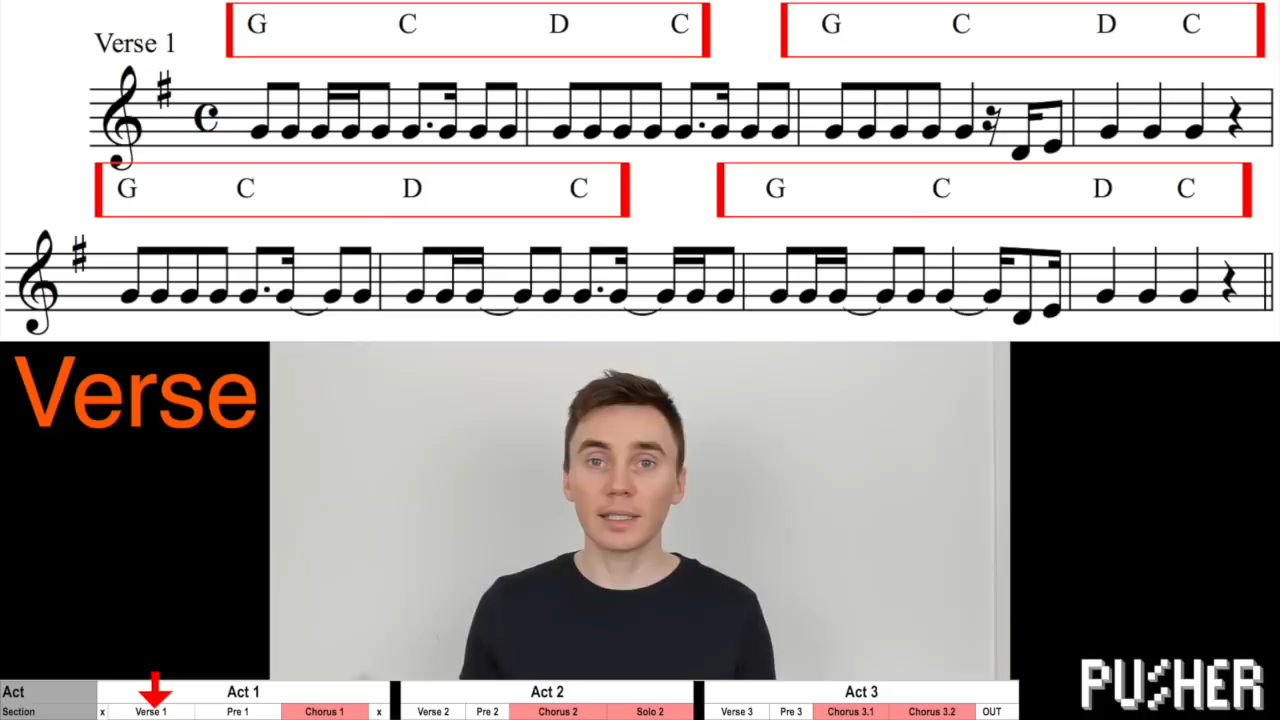 G C D C G C D C
Verse 1
G C D C G C D C
Verse
PUSHER
Act Act 1 Act 2 Act 3
Section x Verse 1 Pre 1 Chorus 1 x Verse 2 Pre 2 Chorus 2 Solo 2 Verse 3 Pre 3 Chorus 3.1 Chorus 3.2 OUT